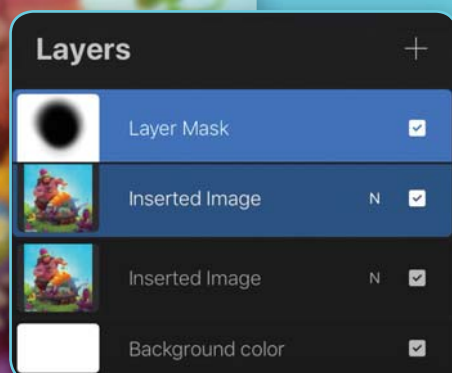 Layers
Layer Mask
Inserted Image N
Inserted Image N
Background color